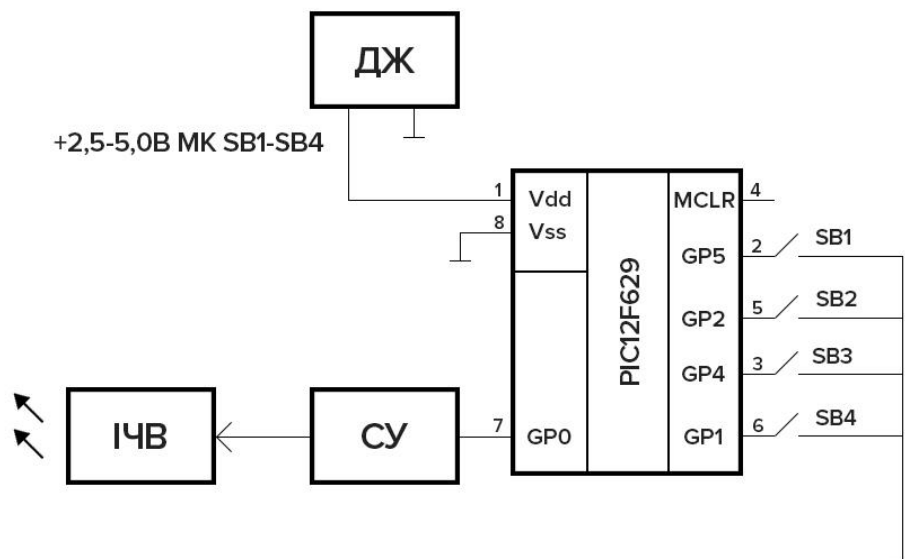 ДЖ
+2,5-5,0В МК SB1-SB4
1
Vdd
8
Vss
PIC12F629
MCLR
4
GP5
2
SB1
GP2
5
SB2
GP4
3
SB3
GP1
6
SB4
ІЧВ
СУ
7
GP0